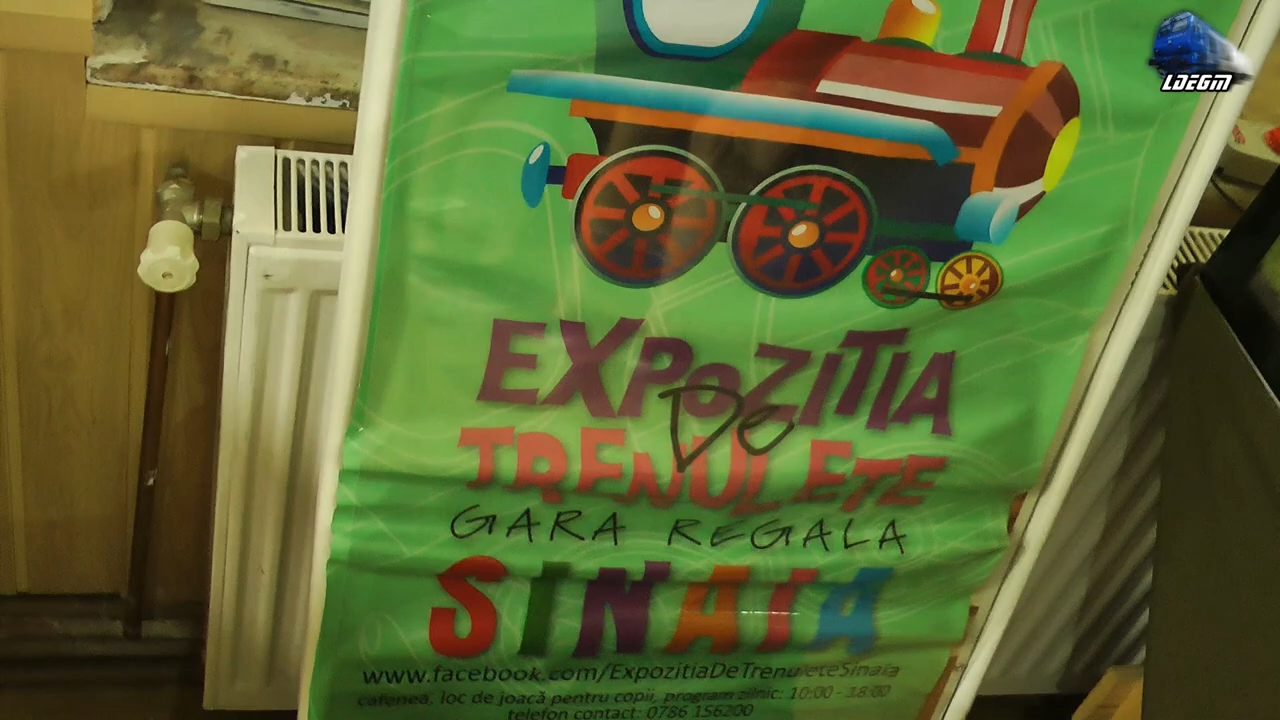 LDEGM
EXPOZITIA
De
TRENULETE
GARA REGALA
SINAIA
www.facebook.com/ExpozitiaDeTrenuleteSinaia
cafenea, loc de joacă pentru copii, program zilnic: 10:00 - 18:00
telefon contact: 0786 156200